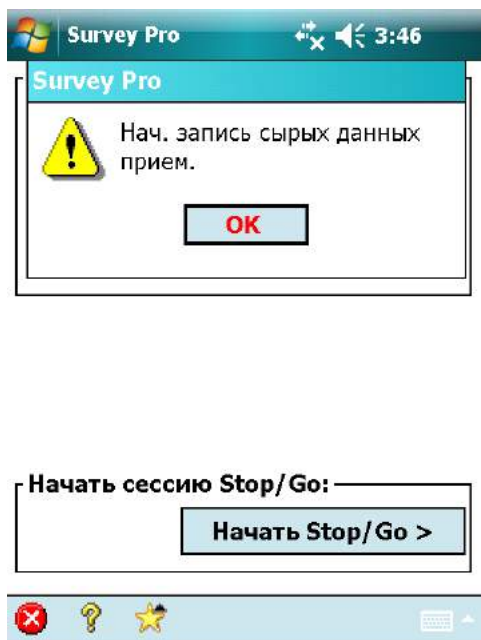 Survey Pro 3:46
Survey Pro
Нач. запись сырых данных
прием.
OK
Начать сессию Stop/Go:
Начать Stop/Go >